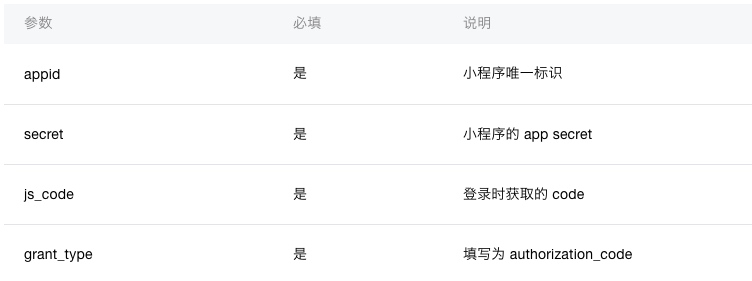 参数 必填 说明
appid 是 小程序唯一标识
secret 是 小程序的 app secret
js_code 是 登录时获取的 code
grant_type 是 填写为 authorization_code